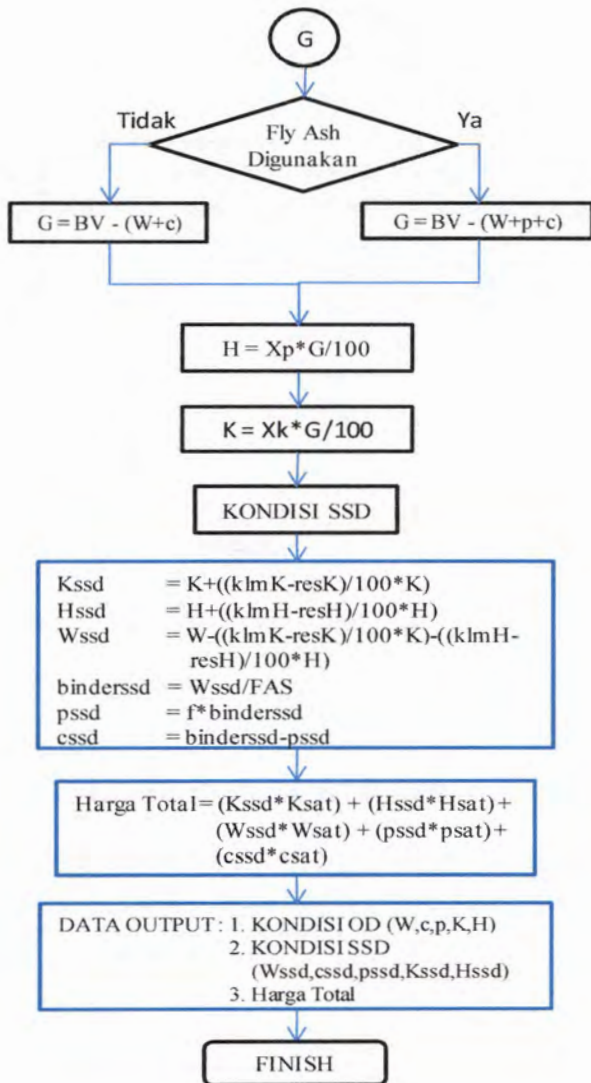 G
Tidak
Ya
Fly Ash
Digunakan
G = BV - (W+c)
G = BV - (W+p+c)
H = Xp*G/100
K = Xk*G/100
KONDISI SSD
Kssd = K+((klmK-resK)/100*K)
Hssd = H+((klmH-resH)/100*H)
Wssd = W-((klmK-resK)/100*K)-((klmH-
resH)/100*H)
binderssd = Wssd/FAS
pssd = f*binderssd
cssd = binderssd-pssd
Harga Total = (Kssd*Ksat) + (Hssd*Hsat)+
(Wssd*Wsat) + (pssd*psat)+
(cssd*csat)
DATA OUTPUT : 1. KONDISI OD (W,c,p,K,H)
2. KONDISI SSD
(Wssd,cssd,pssd,Kssd,Hssd)
3. Harga Total
FINISH